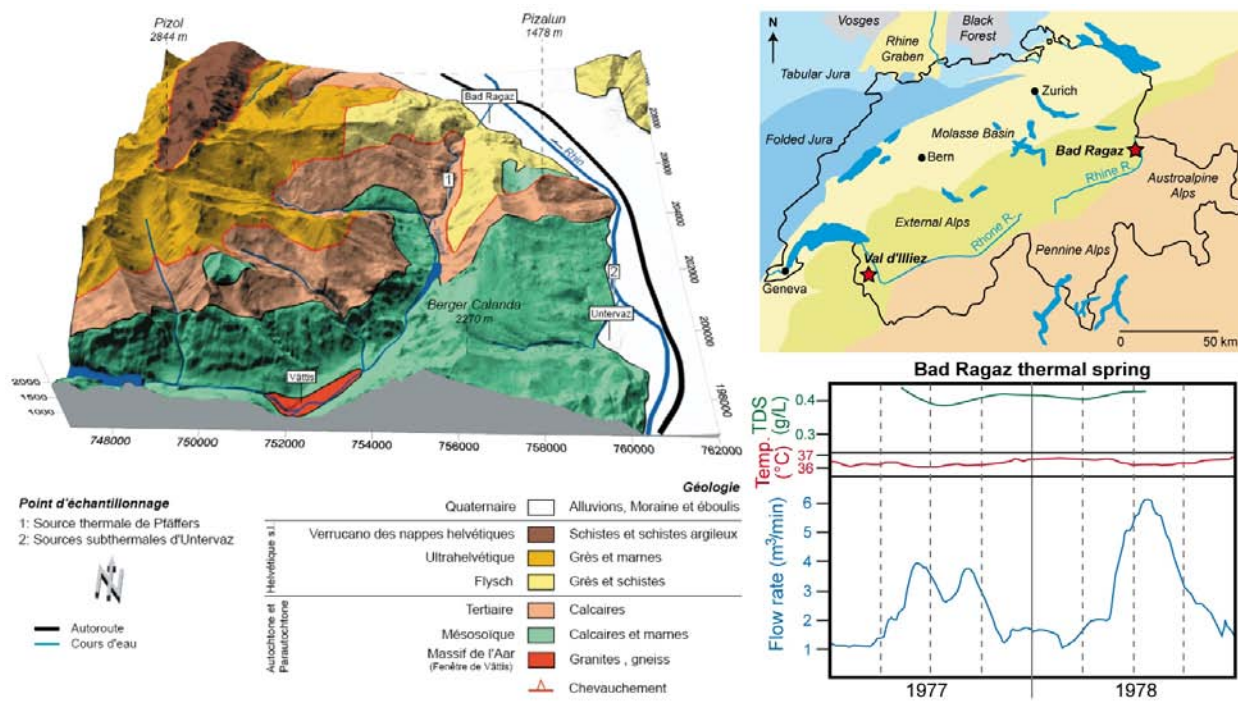 Pizol
2844 m
Pizalun
1478 m
Bad Ragaz
Rhin
1
2
Berger Calanda
2270 m
Untervaz
Vättis
2000
1500
1000
748000
750000
752000
754000
756000
758000
760000
762000
198000
200000
202000
204000
Point d'échantillonnage
1: Source thermale de Pfäffers
2: Sources subthermales d'Untervaz
N
Autoroute
Cours d'eau
Géologie
Quaternaire Alluvions, Moraine et éboulis
Helvétique s.l.
Verrucano des nappes helvétiques Schistes et schistes argileux
Ultrahelvétique Grès et marnes
Flysch Grès et schistes
Autochtone et
Parautochtone
Tertiaire Calcaires
Mésosoïque Calcaires et marnes
Massif de l'Aar Granites , gneiss
(Fenêtre de Vättis)
Chevauchement
N
Vosges
Black
Forest
Rhine
Graben
Tabular Jura
Zurich
Folded Jura
Molasse Basin
Bern
Bad Ragaz
Rhine R.
Austroalpine
Alps
External Alps
Rhone R.
Pennine Alps
Val d'Illiez
Geneva
50 km
Bad Ragaz thermal spring
TDS
(g/L)
0.4
0.3
Temp.
(°C)
37
36
Flow rate (m³/min)
6
5
4
3
2
1
1977
1978